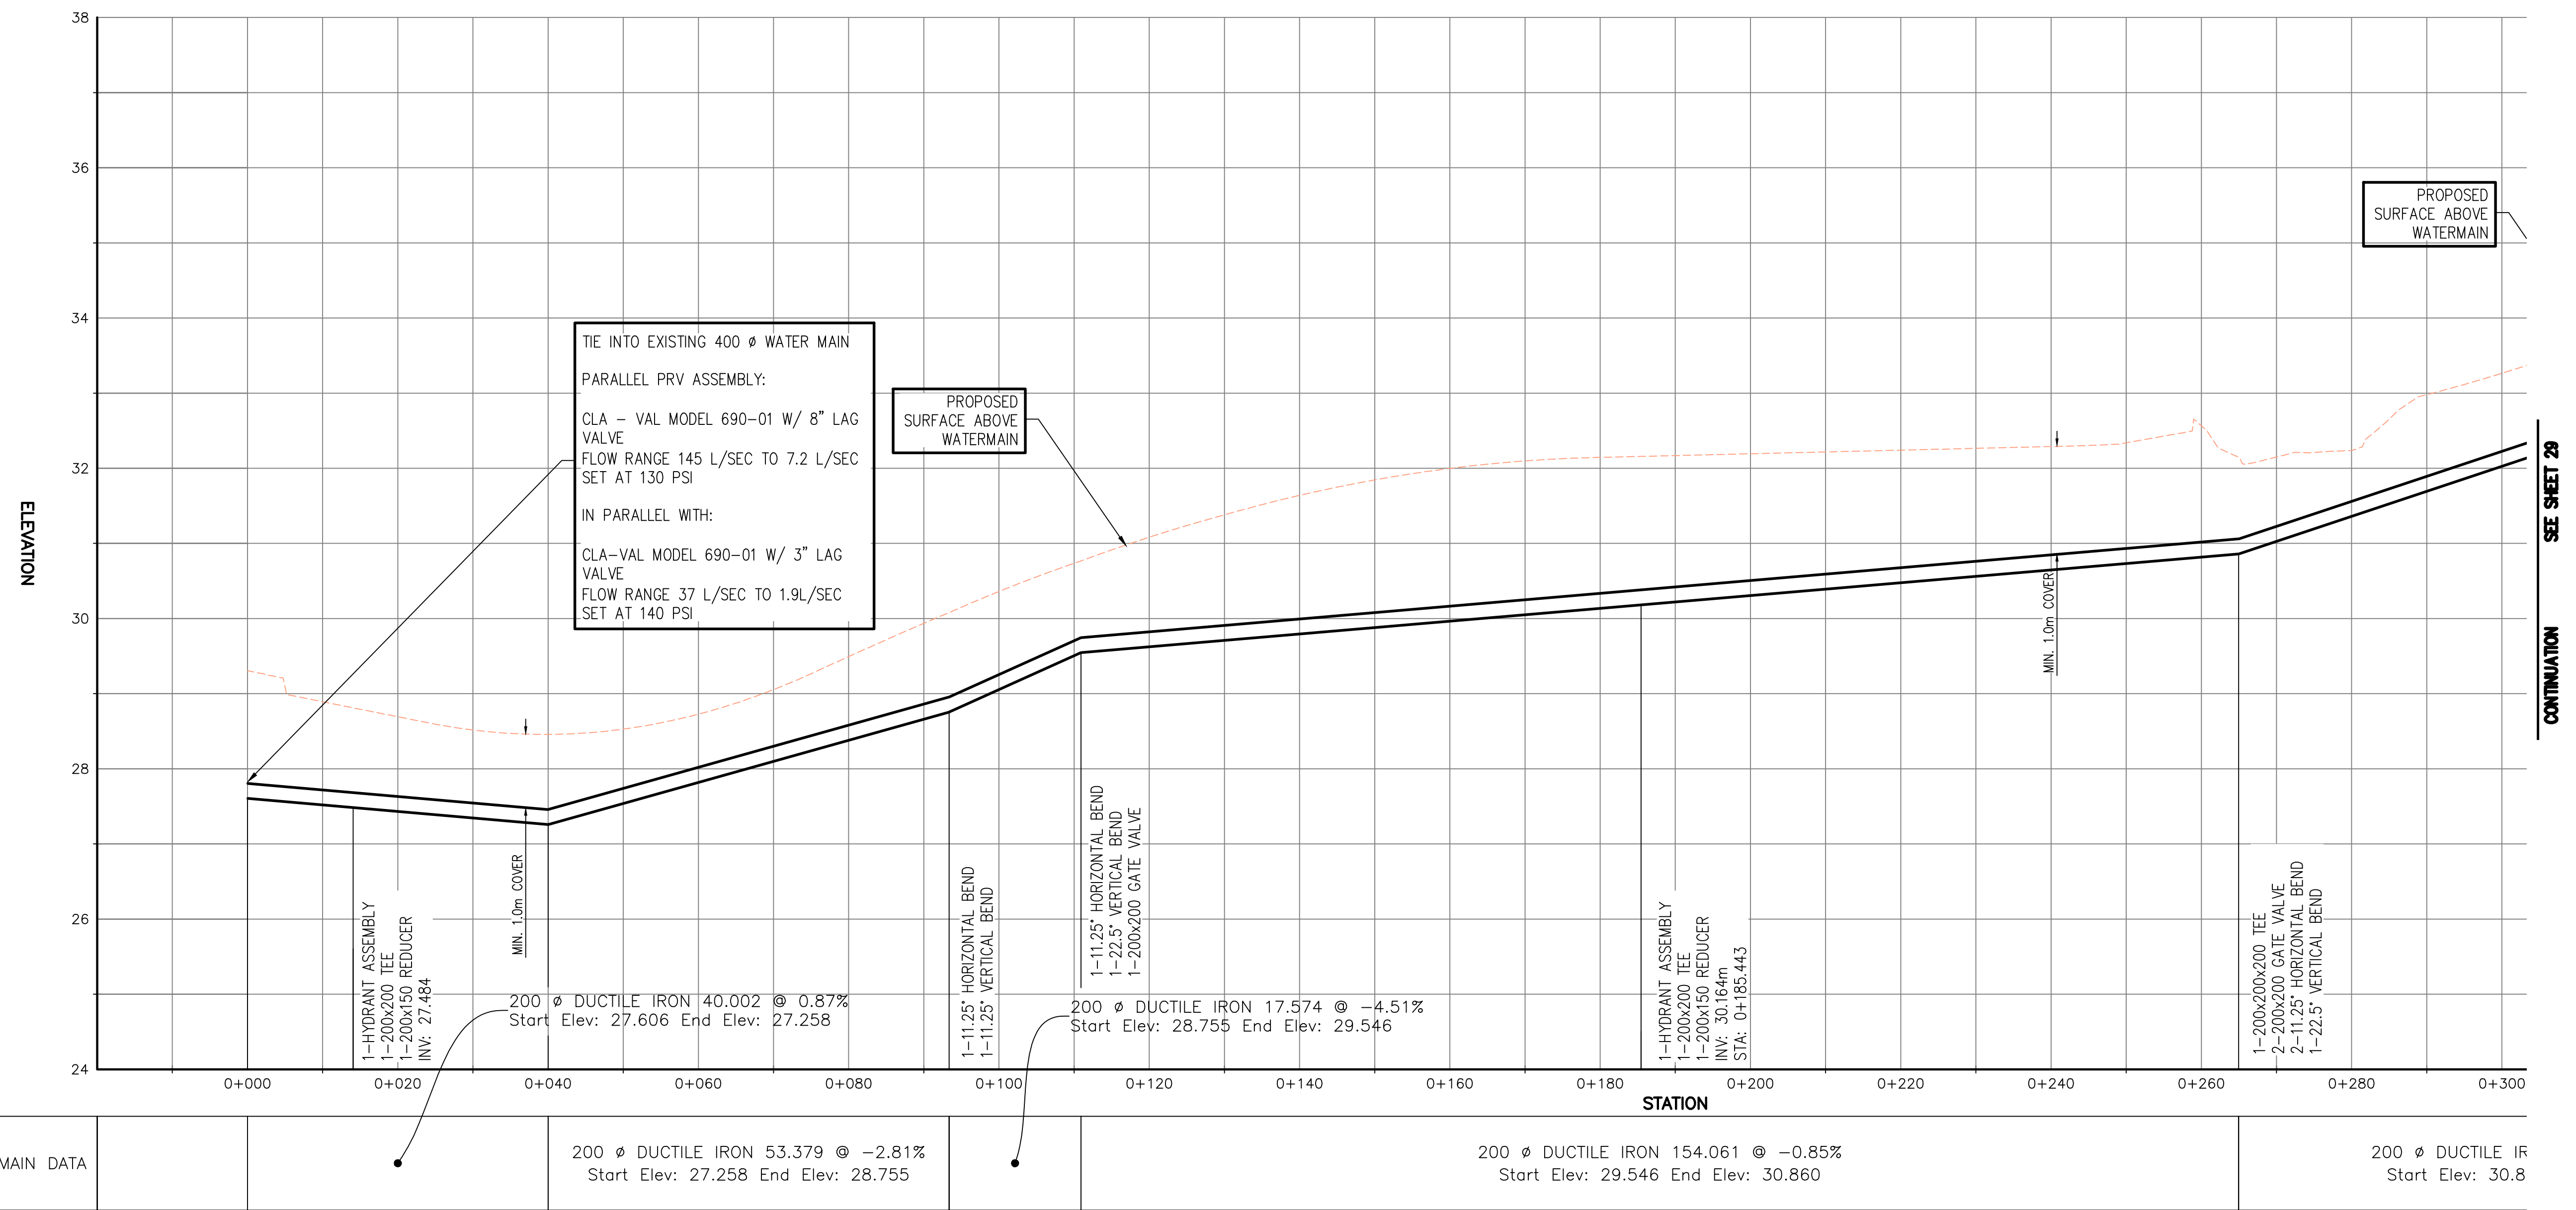 38
36
34
32
30
28
26
24
ELEVATION
TIE INTO EXISTING 400 ø WATER MAIN
PARALLEL PRV ASSEMBLY:
CLA - VAL MODEL 690-01 W/ 8" LAG
VALVE
FLOW RANGE 145 L/SEC TO 7.2 L/SEC
SET AT 130 PSI
IN PARALLEL WITH:
CLA-VAL MODEL 690-01 W/ 3" LAG
VALVE
FLOW RANGE 37 L/SEC TO 1.9L/SEC
SET AT 140 PSI
PROPOSED
SURFACE ABOVE
WATERMAIN
PROPOSED
SURFACE ABOVE
WATERMAIN
1-HYDRANT ASSEMBLY
1-200x200 TEE
1-200x150 REDUCER
INV: 27.484
MIN. 1.0m COVER
200 ø DUCTILE IRON 40.002 @ 0.87%
Start Elev: 27.606 End Elev: 27.258
1-11.25° HORIZONTAL BEND
1-11.25° VERTICAL BEND
1-11.25° HORIZONTAL BEND
1-22.5° VERTICAL BEND
1-200x200 GATE VALVE
200 ø DUCTILE IRON 17.574 @ -4.51%
Start Elev: 28.755 End Elev: 29.546
1-HYDRANT ASSEMBLY
1-200x200 TEE
1-200x150 REDUCER
INV: 30.164m
STA: 0+185.443
MIN. 1.0m COVER
1-200x200x200 TEE
2-200x200 GATE VALVE
2-11.25° HORIZONTAL BEND
1-22.5° VERTICAL BEND
CONTINUATION SEE SHEET 29
0+000 0+020 0+040 0+060 0+080 0+100 0+120 0+140 0+160 0+180 0+200 0+220 0+240 0+260 0+280 0+300
STATION
MAIN DATA
200 ø DUCTILE IRON 53.379 @ -2.81%
Start Elev: 27.258 End Elev: 28.755
200 ø DUCTILE IRON 154.061 @ -0.85%
Start Elev: 29.546 End Elev: 30.860
200 ø DUCTILE IR
Start Elev: 30.8